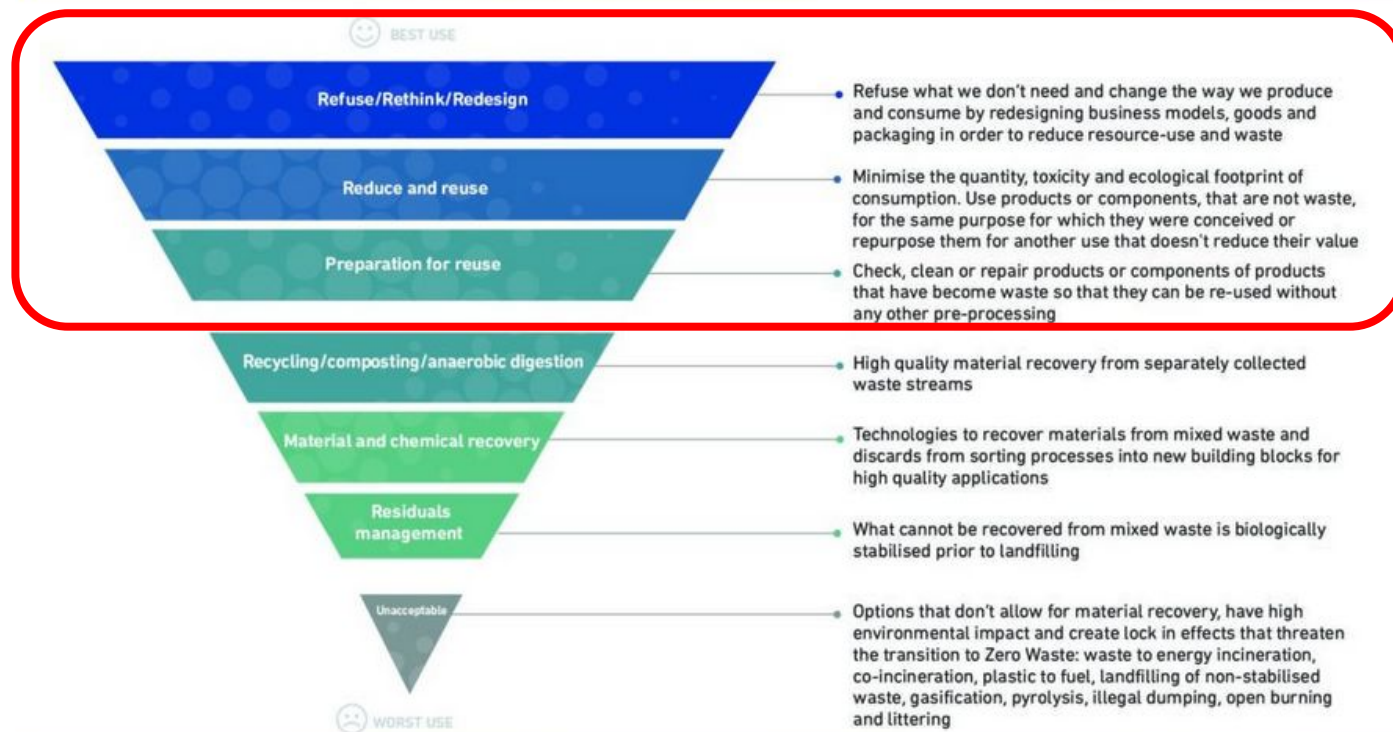 BEST USE
Refuse/Rethink/Redesign
Refuse what we don't need and change the way we produce
and consume by redesigning business models, goods and
packaging in order to reduce resource-use and waste
Reduce and reuse
Minimise the quantity, toxicity and ecological footprint of
consumption. Use products or components, that are not waste,
for the same purpose for which they were conceived or
repurpose them for another use that doesn't reduce their value
Preparation for reuse
Check, clean or repair products or components of products
that have become waste so that they can be re-used without
any other pre-processing
Recycling/composting/anaerobic digestion
High quality material recovery from separately collected
waste streams
Material and chemical recovery
Technologies to recover materials from mixed waste and
discards from sorting processes into new building blocks for
high quality applications
Residuals
management
What cannot be recovered from mixed waste is biologically
stabilised prior to landfilling
Unacceptable
Options that don't allow for material recovery, have high
environmental impact and create lock in effects that threaten
the transition to Zero Waste: waste to energy incineration,
co-incineration, plastic to fuel, landfilling of non-stabilised
waste, gasification, pyrolysis, illegal dumping, open burning
and littering
WORST USE